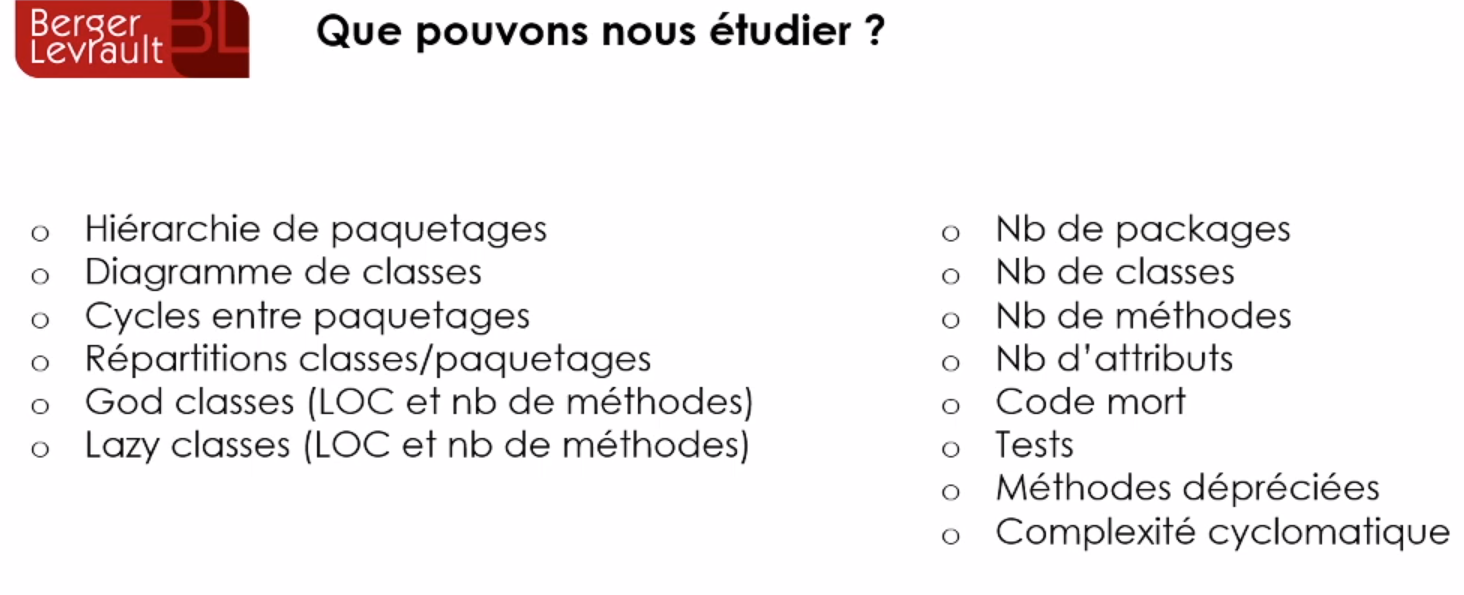 Berger
Levrault
BL
Que pouvons nous étudier ?
o Hiérarchie de paquetages
o Diagramme de classes
o Cycles entre paquetages
o Répartitions classes/paquetages
o God classes (LOC et nb de méthodes)
o Lazy classes (LOC et nb de méthodes)
o Nb de packages
o Nb de classes
o Nb de méthodes
o Nb d’attributs
o Code mort
o Tests
o Méthodes dépréciées
o Complexité cyclomatique